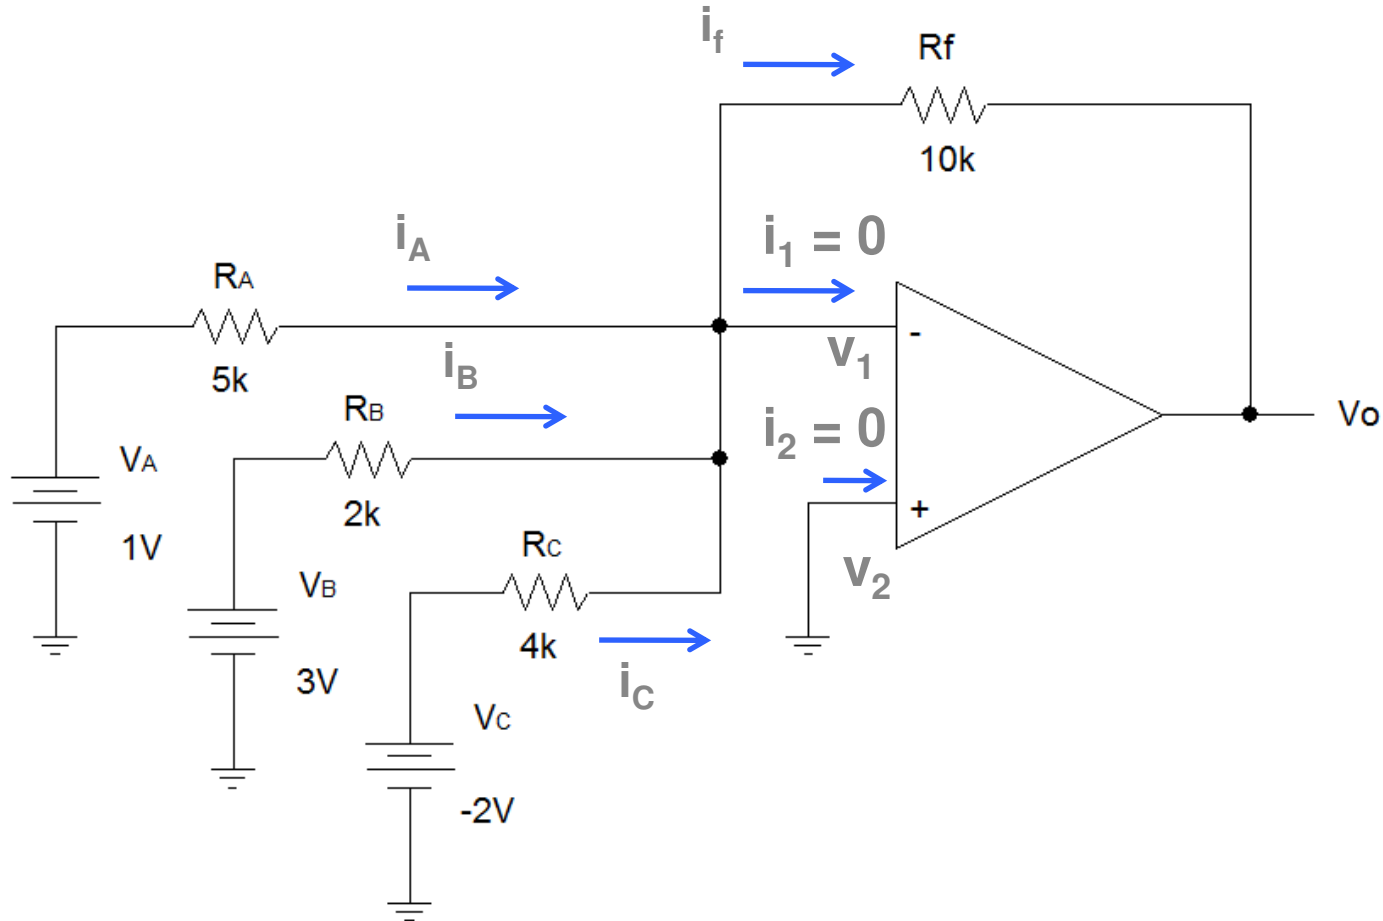 if
Rf
10k
iA
i1 = 0
RA
-
v1
iB
5k
RB
Vo
i2 = 0
VA
2k
+
1V
RC
v2
VB
4k
3V
iC
VC
-2V